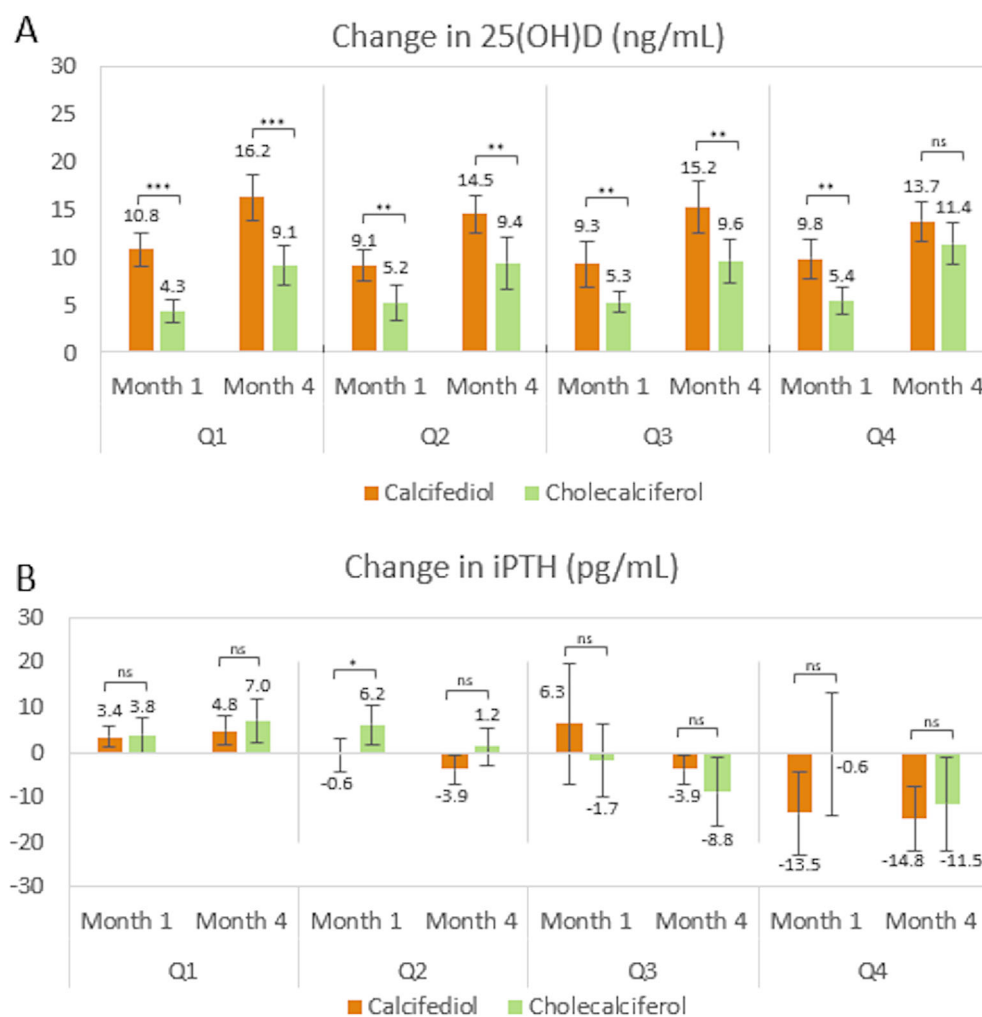 A
Change in 25(OH)D (ng/mL)
30
25
20
15
10
5
0
10.8
***
4.3
16.2
***
9.1
9.1
**
5.2
14.5
**
9.4
9.3
**
5.3
15.2
**
9.6
9.8
**
5.4
13.7
ns
11.4
Month 1 Month 4 Month 1 Month 4 Month 1 Month 4 Month 1 Month 4
Q1 Q2 Q3 Q4
Calcifediol Cholecalciferol
B
Change in iPTH (pg/mL)
30
20
10
0
-10
-20
-30
ns
3.4 3.8
ns
4.8 7.0
*
-0.6 6.2
ns
-3.9 1.2
ns
6.3 -1.7
ns
-3.9 -8.8
ns
-13.5 -0.6
ns
-14.8 -11.5
Month 1 Month 4 Month 1 Month 4 Month 1 Month 4 Month 1 Month 4
Q1 Q2 Q3 Q4
Calcifediol Cholecalciferol